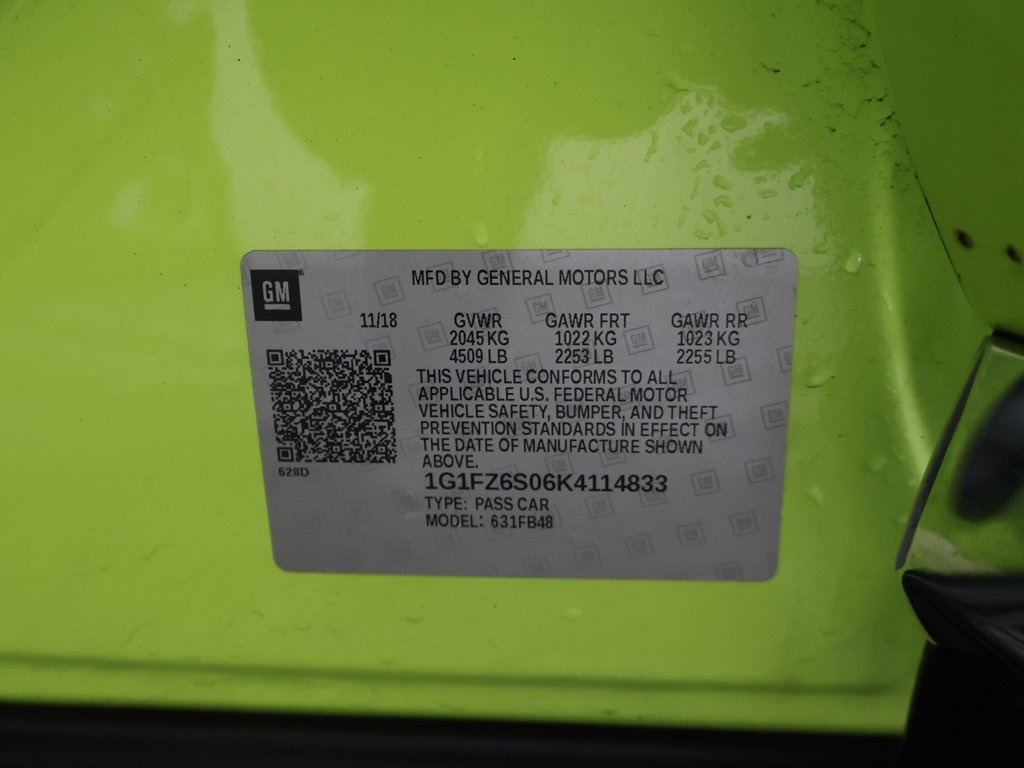 GM
MFD BY GENERAL MOTORS LLC
11/18 GVWR GAWR FRT GAWR RR
2045 KG 1022 KG 1023 KG
4509 LB 2253 LB 2255 LB
THIS VEHICLE CONFORMS TO ALL
APPLICABLE U.S. FEDERAL MOTOR
VEHICLE SAFETY, BUMPER, AND THEFT
PREVENTION STANDARDS IN EFFECT ON
THE DATE OF MANUFACTURE SHOWN
ABOVE.
628D
1G1FZ6S06K4114833
TYPE: PASS CAR
MODEL: 631FB48